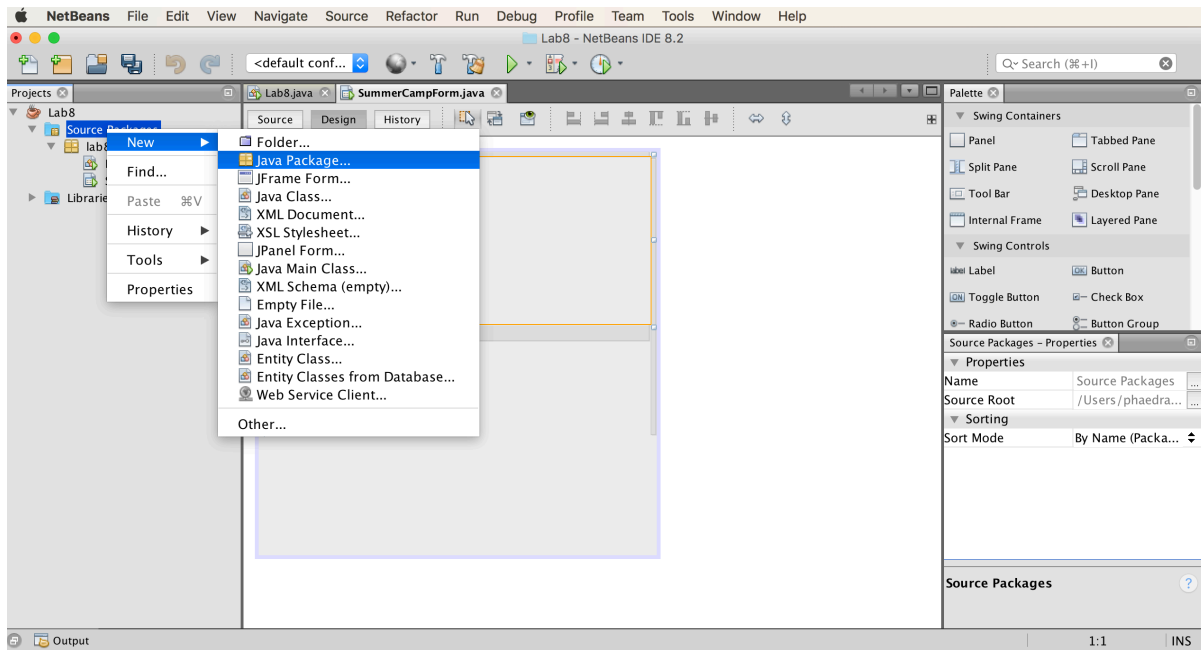 NetBeans File Edit View Navigate Source Refactor Run Debug Profile Team Tools Window Help
Lab8 - NetBeans IDE 8.2
<default conf...
Search (⌘+I)
Projects
Lab8
Source Packages
lab8
Libraries
New
Find...
Paste ⌘V
History
Tools
Properties
Folder...
Java Package...
JFrame Form...
Java Class...
XML Document...
XSL Stylesheet...
JPanel Form...
Java Main Class...
XML Schema (empty)...
Empty File...
Java Exception...
Java Interface...
Entity Class...
Entity Classes from Database...
Web Service Client...
Other...
Lab8.java SummerCampForm.java
Source Design History
Palette
Swing Containers
Panel Tabbed Pane
Split Pane Scroll Pane
Tool Bar Desktop Pane
Internal Frame Layered Pane
Swing Controls
label Label OK Button
ON Toggle Button Check Box
Radio Button Button Group
Source Packages - Properties
Properties
Name Source Packages ...
Source Root /Users/phaedra... ...
Sorting
Sort Mode By Name (Packa...
Source Packages ?
Output
1:1 INS